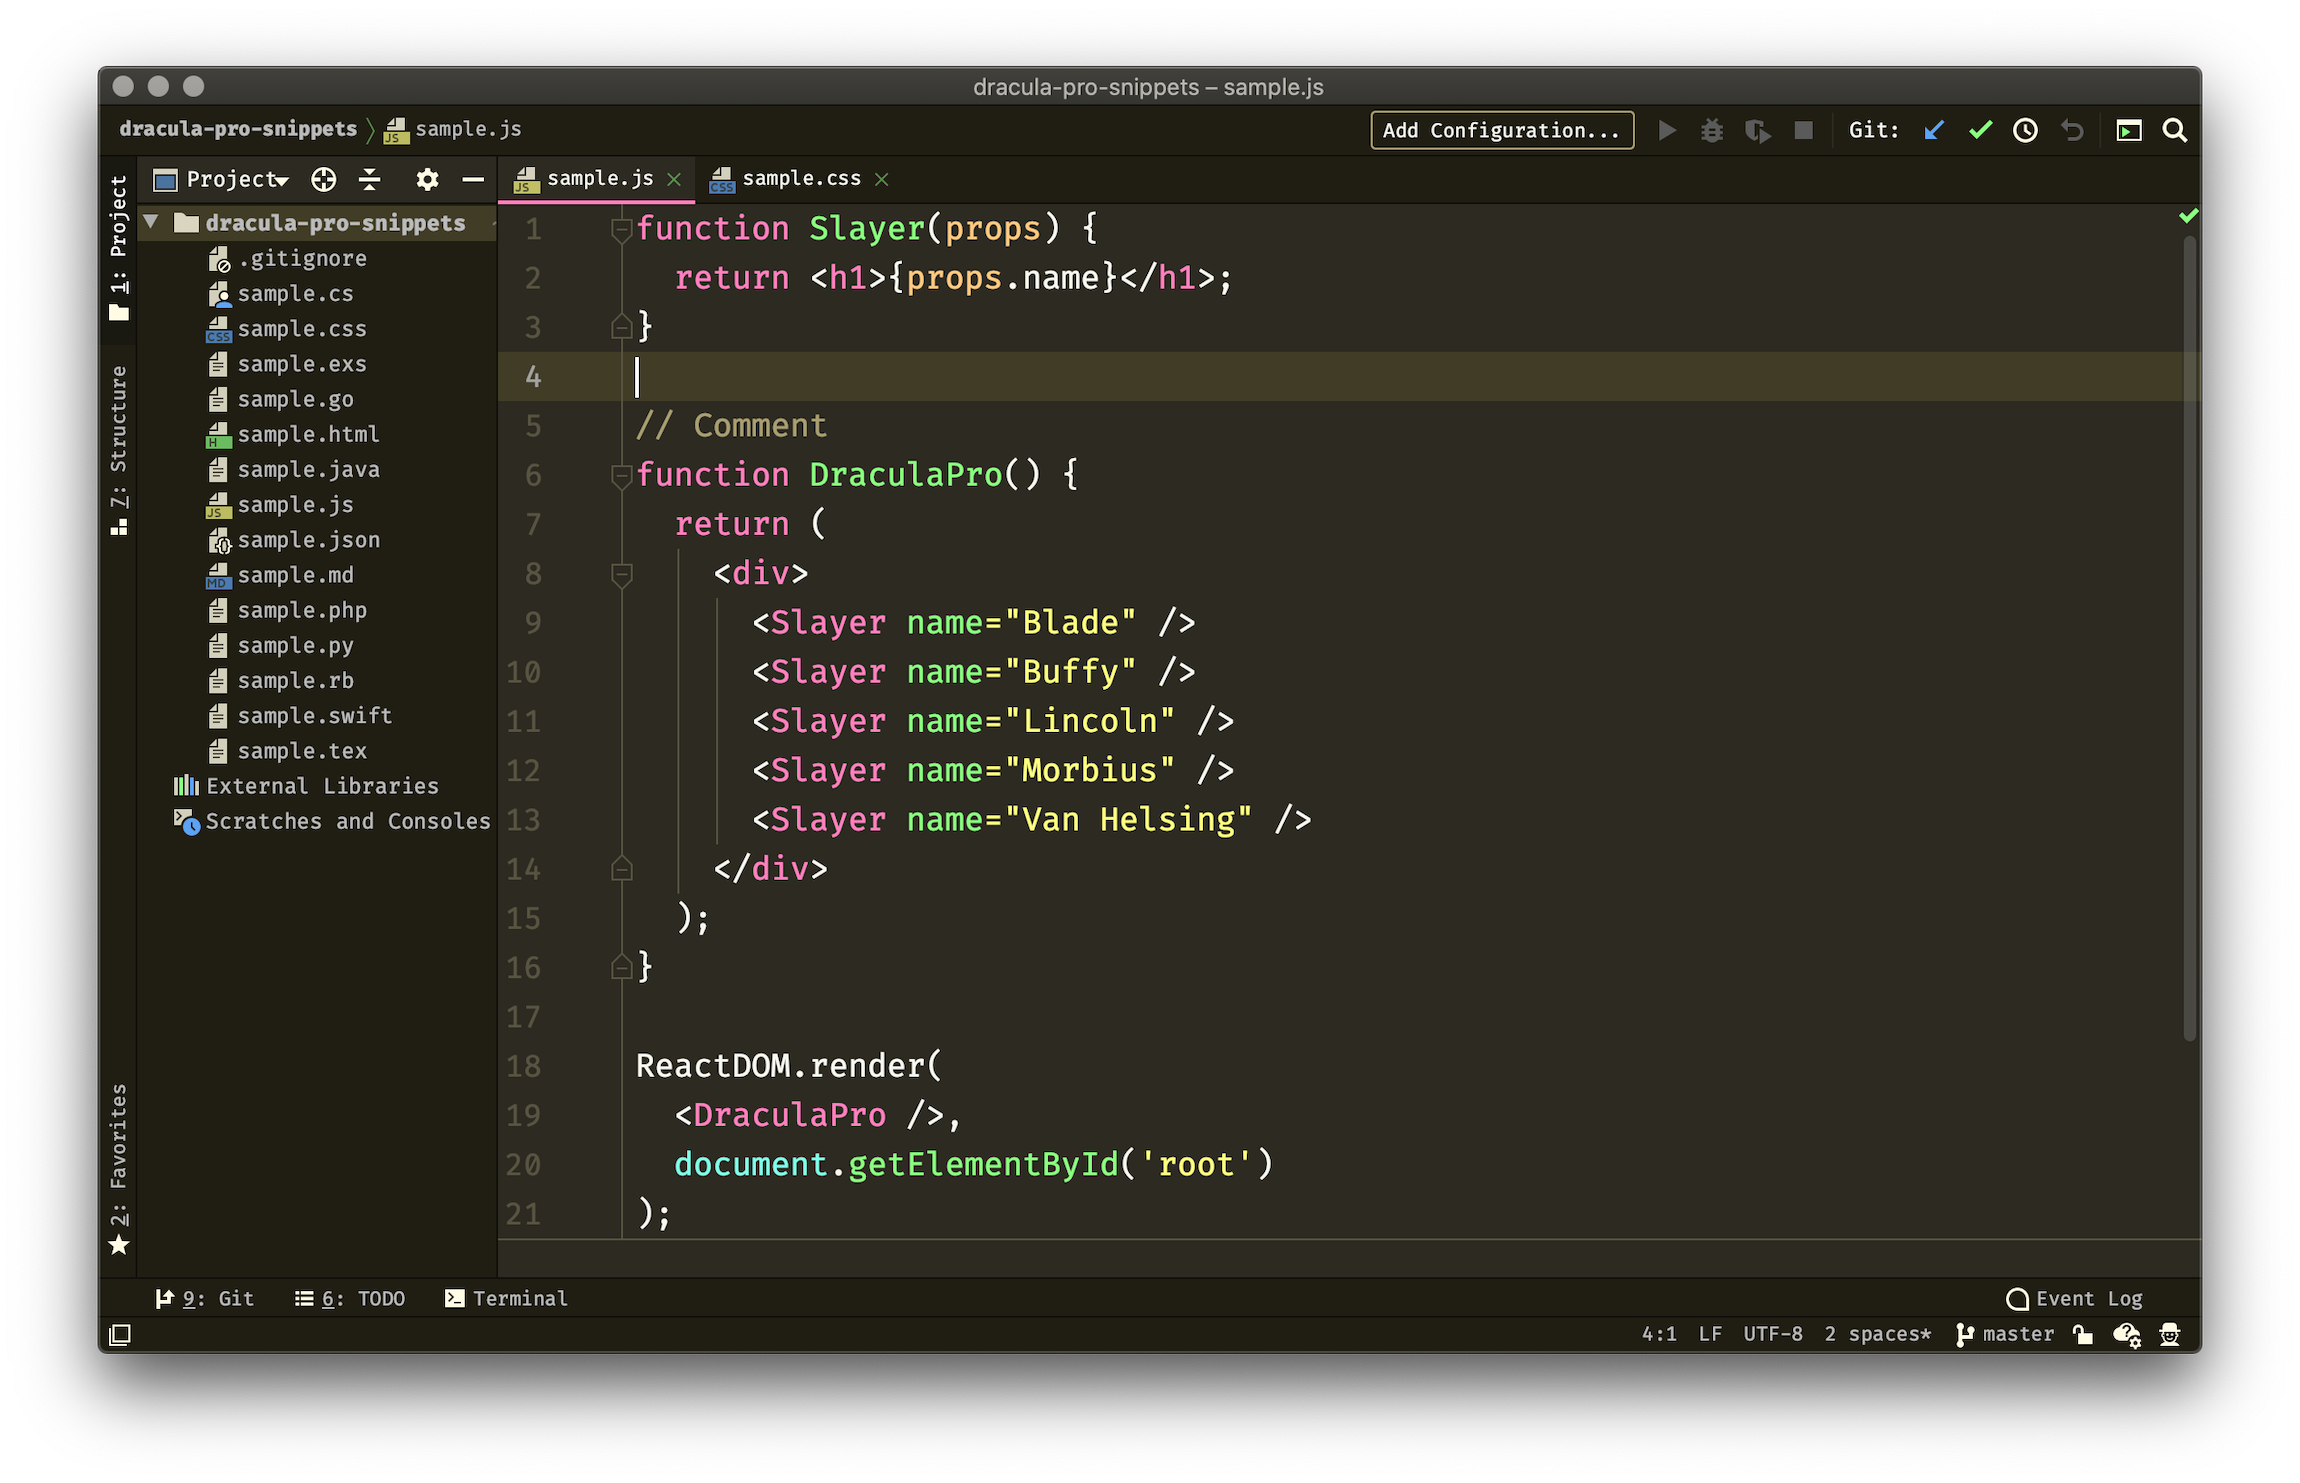 dracula-pro-snippets – sample.js
dracula-pro-snippets 〉 JS sample.js
Add Configuration... Git:
1: Project
7: Structure
2: Favorites
Project
dracula-pro-snippets
.gitignore
sample.cs
CSS sample.css
sample.exs
sample.go
H sample.html
sample.java
JS sample.js
sample.json
MD sample.md
sample.php
sample.py
sample.rb
sample.swift
sample.tex
External Libraries
Scratches and Consoles
JS sample.js × CSS sample.css ×
1 function Slayer(props) {
2   return <h1>{props.name}</h1>;
3 }
4
5 // Comment
6 function DraculaPro() {
7   return (
8     <div>
9       <Slayer name="Blade" />
10       <Slayer name="Buffy" />
11       <Slayer name="Lincoln" />
12       <Slayer name="Morbius" />
13       <Slayer name="Van Helsing" />
14     </div>
15   );
16 }
17
18 ReactDOM.render(
19   <DraculaPro />,
20   document.getElementById('root')
21 );
9: Git 6: TODO Terminal Event Log
4:1 LF UTF-8 2 spaces* master